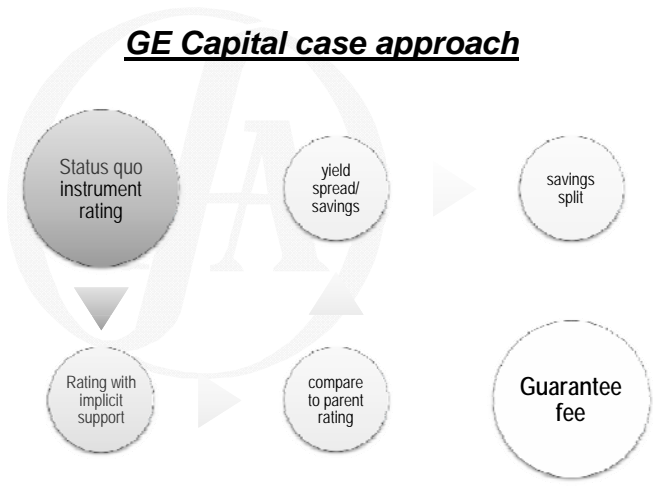 GE Capital case approach
Status quo
instrument
rating
yield
spread/
savings
savings
split
Rating with
implicit
support
compare
to parent
rating
Guarantee
fee